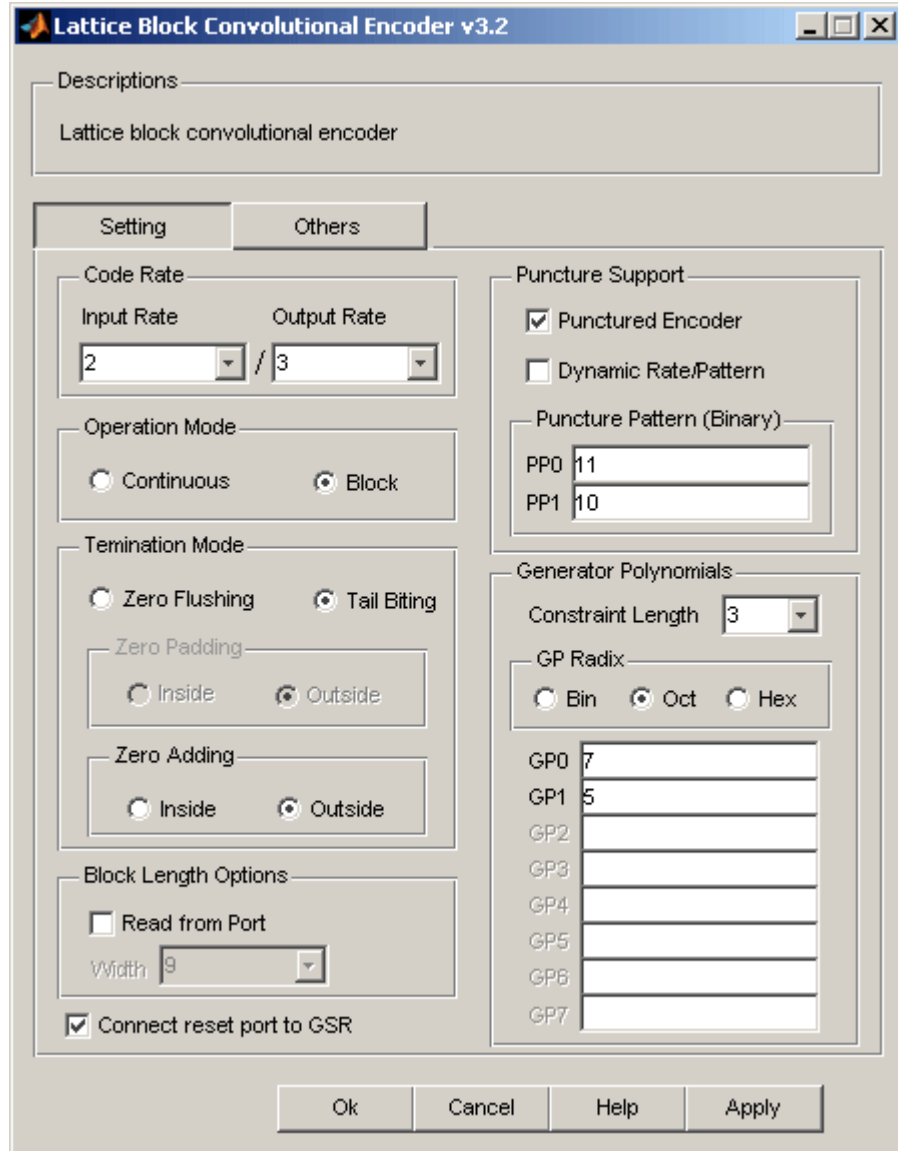 Lattice Block Convolutional Encoder v3.2
Descriptions
Lattice block convolutional encoder
Setting Others
Code Rate
Input Rate Output Rate
2 / 3
Operation Mode
Continuous Block
Temination Mode
Zero Flushing Tail Biting
Zero Padding
Inside Outside
Zero Adding
Inside Outside
Block Length Options
Read from Port
Width 9
Connect reset port to GSR
Puncture Support
Punctured Encoder
Dynamic Rate/Pattern
Puncture Pattern (Binary)
PP0 11
PP1 10
Generator Polynomials
Constraint Length 3
GP Radix
Bin Oct Hex
GP0 7
GP1 5
GP2
GP3
GP4
GP5
GP6
GP7
Ok Cancel Help Apply